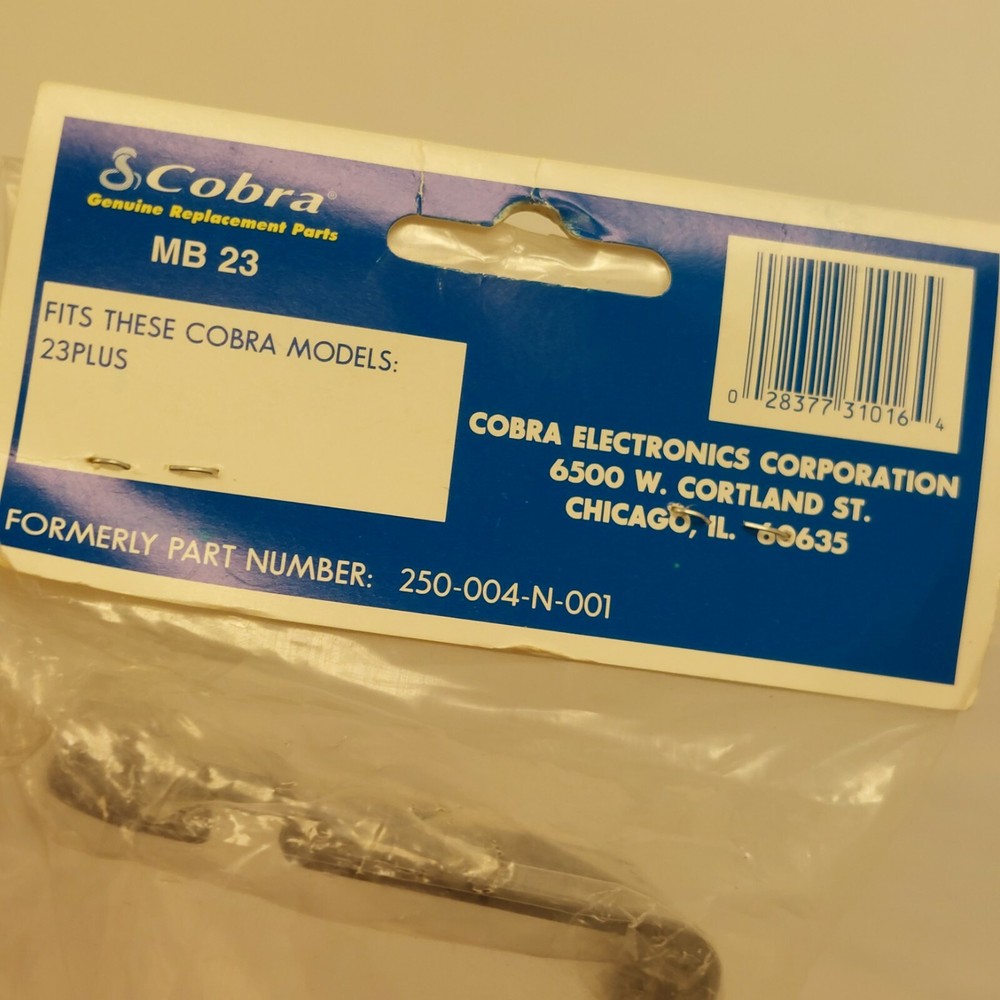 Cobra®
Genuine Replacement Parts
MB 23
FITS THESE COBRA MODELS:
23PLUS
0 28377 31016 4
COBRA ELECTRONICS CORPORATION
6500 W. CORTLAND ST.
CHICAGO, IL. 60635
FORMERLY PART NUMBER: 250-004-N-001